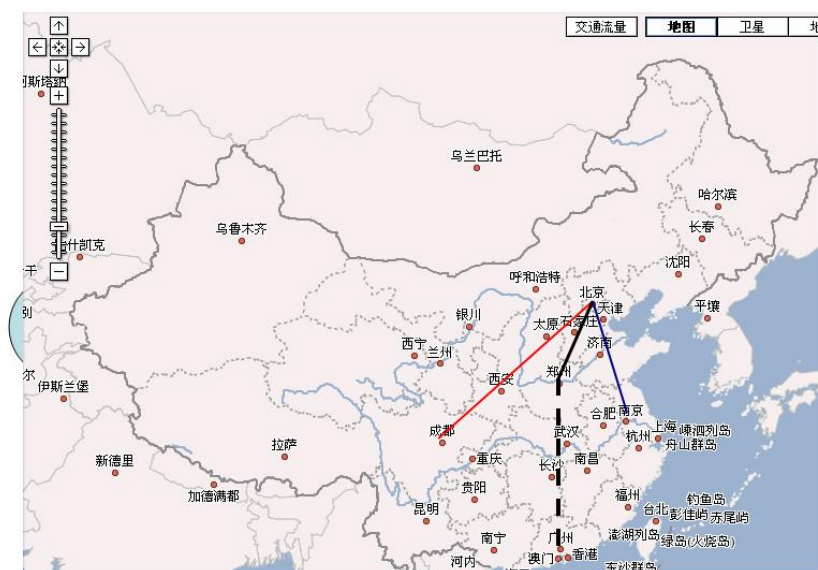 交通流量 地图 卫星
乌兰巴托
哈尔滨
长春
乌鲁木齐
什凯克
沈阳
呼和浩特
北京
天津
平壤
银川
太原 石家庄
济南
西宁
兰州
郑州
西安
伊斯兰堡
合肥 南京
成都
武汉
上海 嵊泗列岛
杭州 舟山群岛
拉萨
新德里
重庆
长沙 南昌
加德满都
贵阳
福州
钓鱼岛
昆明
台北 彭佳屿 赤尾屿
澎湖列岛
绿岛(火烧岛)
南宁
广州
河内
澳门 香港
东沙群岛